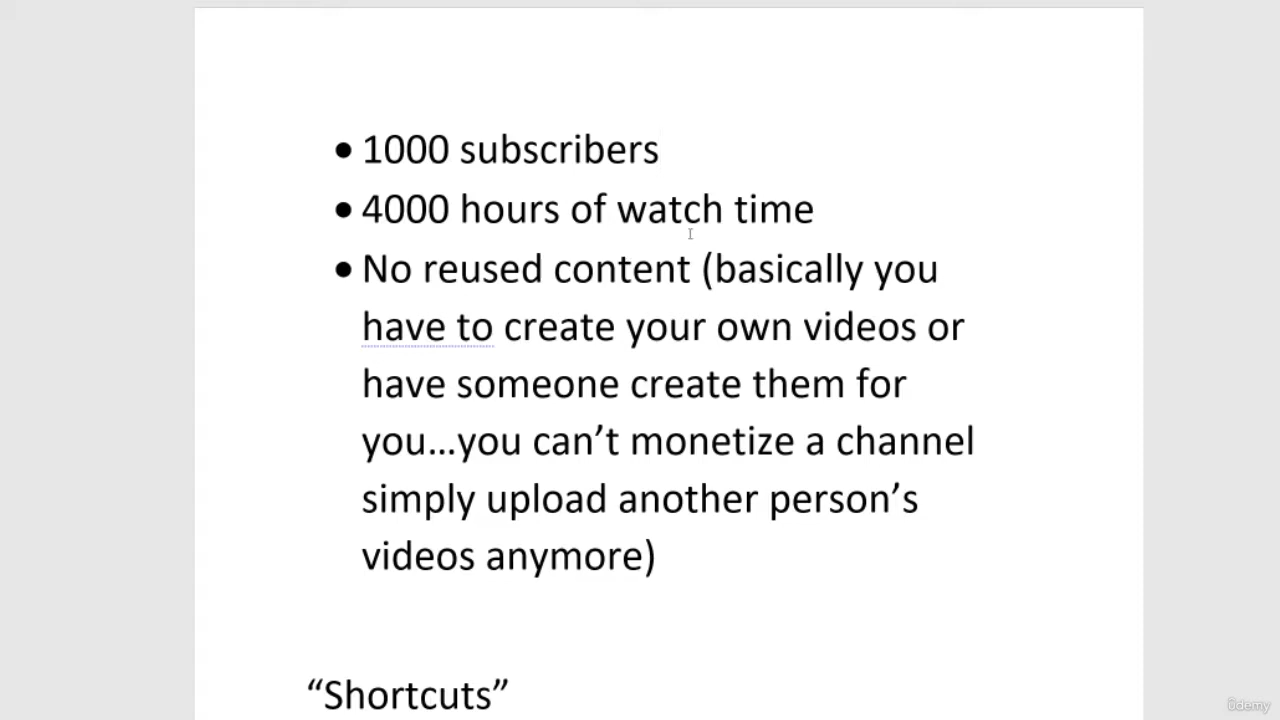 • 1000 subscribers
• 4000 hours of watch time
• No reused content (basically you
have to create your own videos or
have someone create them for
you…you can’t monetize a channel
simply upload another person’s
videos anymore)
“Shortcuts”
ûdemy